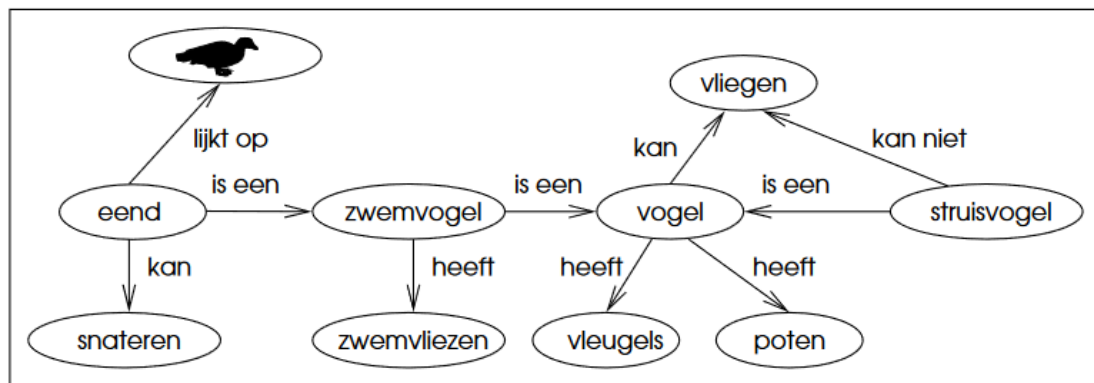 vliegen
lijkt op
kan
kan niet
is een
is een
is een
eend
zwemvogel
vogel
struisvogel
kan
heeft
heeft
heeft
snateren
zwemvliezen
vleugels
poten